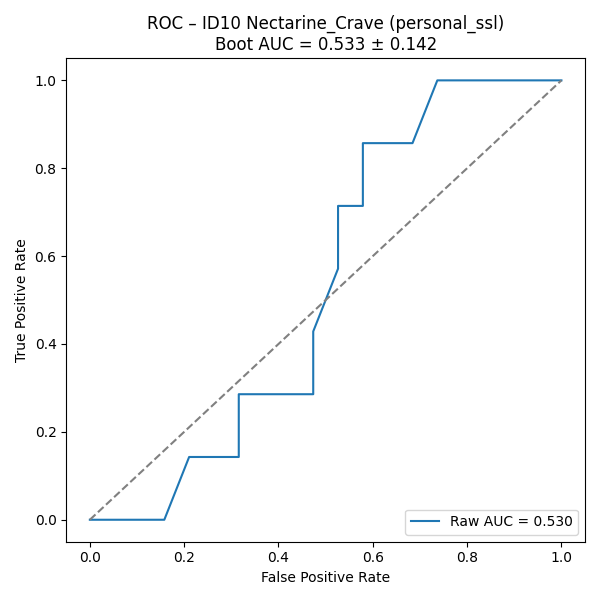 ROC – ID10 Nectarine_Crave (personal_ssl)
Boot AUC = 0.533 ± 0.142
1.0
0.8
0.6
0.4
0.2
0.0
True Positive Rate
Raw AUC = 0.530
0.0 0.2 0.4 0.6 0.8 1.0
False Positive Rate